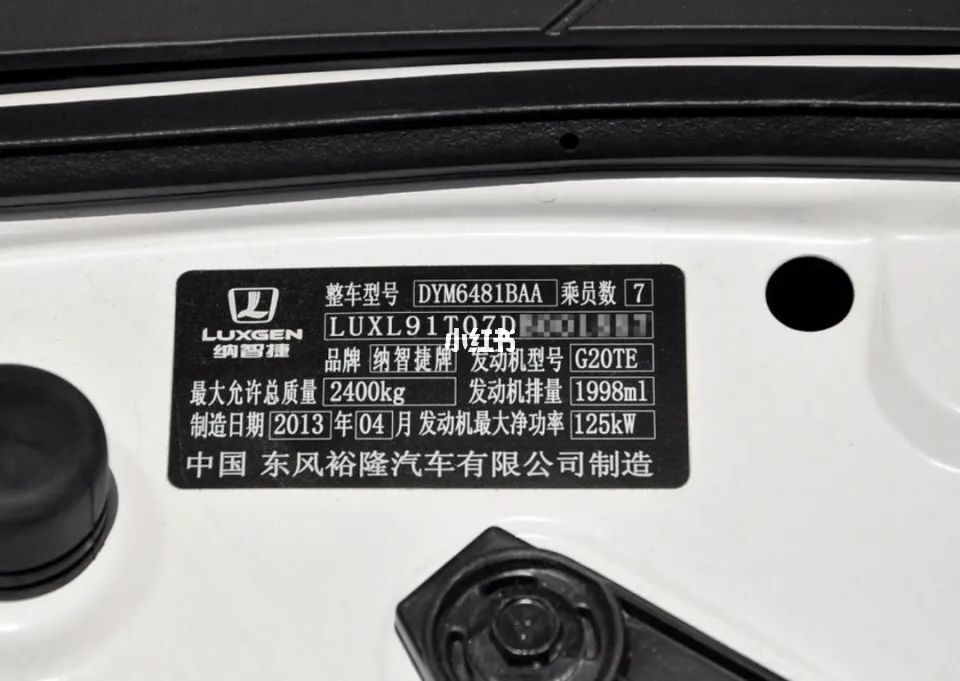 整车型号 DYM6481BAA 乘员数 7
LUXGEN
纳智捷
LUXL91T07D
小红书
品牌 纳智捷牌 发动机型号 G20TE
最大允许总质量 2400kg 发动机排量 1998ml
制造日期 2013 年 04 月 发动机最大净功率 125kW
中国 东风裕隆汽车有限公司制造